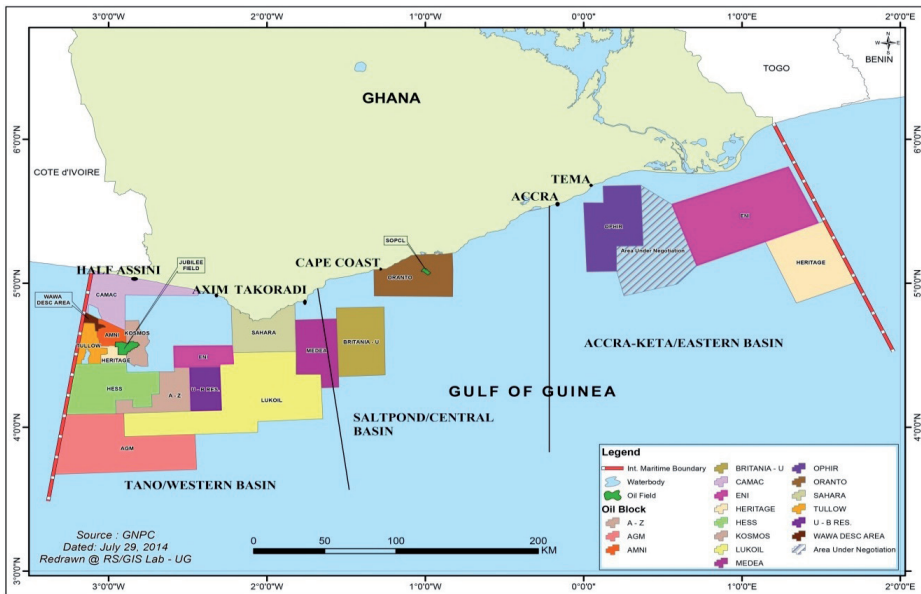 3°0'0"W
2°0'0"W
1°0'0"W
0°0'0"
1°0'0"E
2°0'0"E
N
W
E
S
TOGO
BENIN
GHANA
6°0'0"N
6°0'0"N
COTE d'IVOIRE
TEMA
ACCRA
OPHIR
ENI
Area Under Negotiation
SOPCL
JUBILEE
FIELD
CAPE COAST
HALF ASSINI
ORANTO
HERITAGE
5°0'0"N
5°0'0"N
AXIM
TAKORADI
CAMAC
WAWA
DESC AREA
AMNI
KOSMOS
SAHARA
TULLOW
BRITANIA - U
MEDEA
HERITAGE
ENI
ACCRA-KETA/EASTERN BASIN
HESS
A - Z
U - B RES.
LUKOIL
GULF OF GUINEA
SALTPOND/CENTRAL
BASIN
4°0'0"N
4°0'0"N
AGM
TANO/WESTERN BASIN
Legend
Int. Maritime Boundary
Waterbody
Oil Field
Oil Block
A - Z
AGM
AMNI
BRITANIA - U
CAMAC
ENI
HERITAGE
HESS
KOSMOS
LUKOIL
MEDEA
OPHIR
ORANTO
SAHARA
TULLOW
U - B RES.
WAWA DESC AREA
Area Under Negotiation
Source : GNPC
Dated: July 29, 2014
Redrawn @ RS/GIS Lab - UG
0
50
100
200
KM
3°0'0"N
3°0'0"N
3°0'0"W
2°0'0"W
1°0'0"W
0°0'0"
1°0'0"E
2°0'0"E